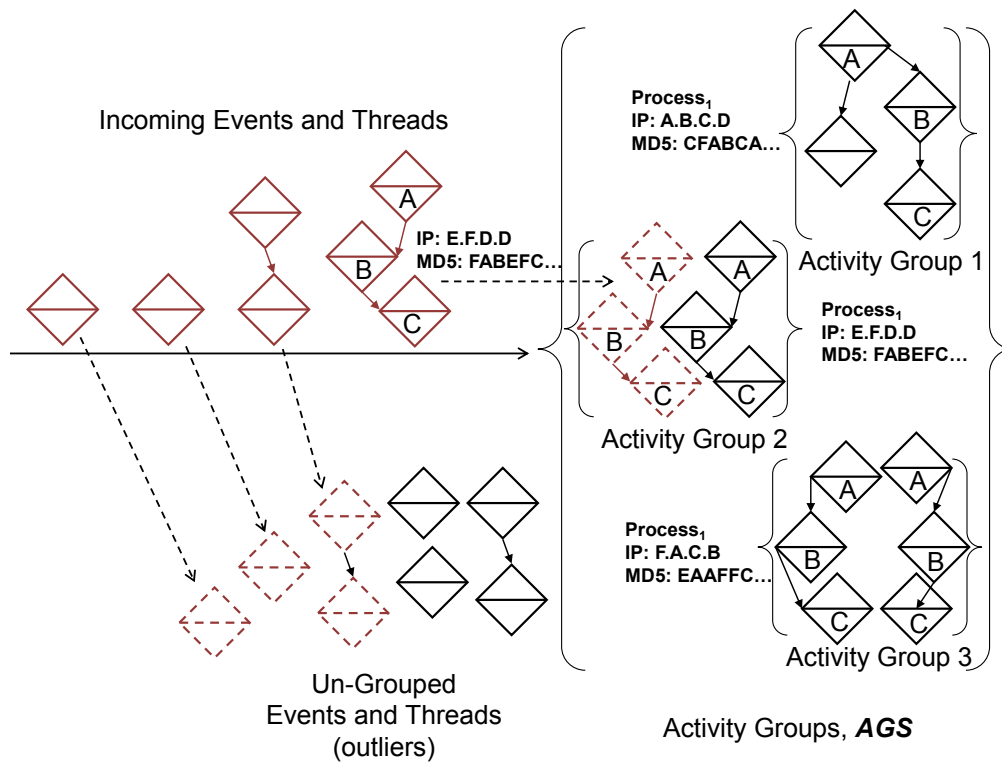 Incoming Events and Threads
A
B
C
IP: E.F.D.D
MD5: FABEFC...
Process₁
IP: A.B.C.D
MD5: CFABCA...
A
B
C
Activity Group 1
A
B
C
A
B
C
Activity Group 2
Process₁
IP: E.F.D.D
MD5: FABEFC...
Process₁
IP: F.A.C.B
MD5: EAAFFC...
A
B
C
A
B
C
Activity Group 3
Un-Grouped
Events and Threads
(outliers)
Activity Groups, AGS